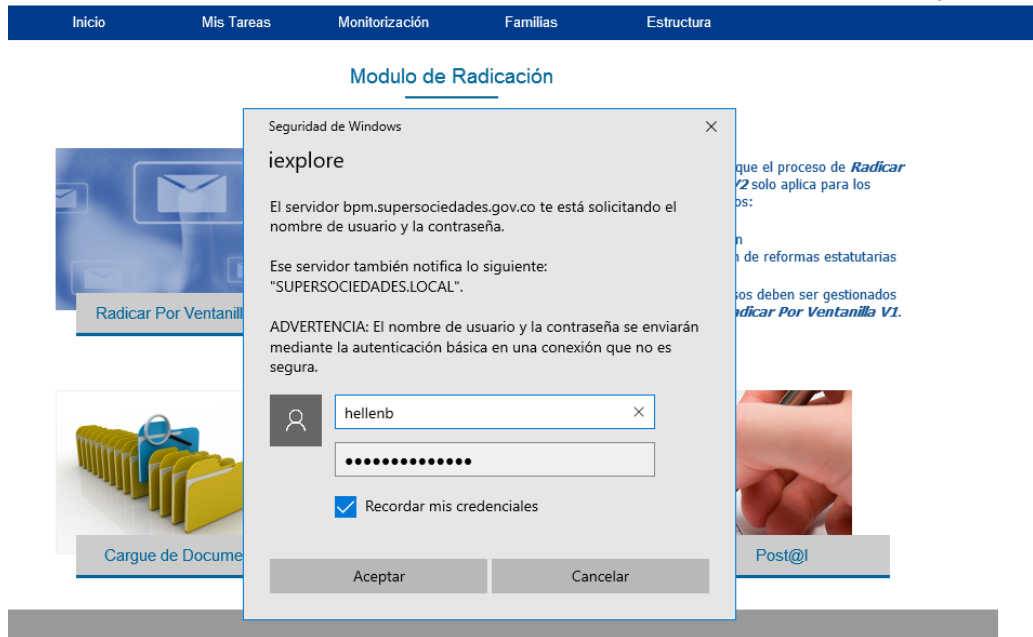 Inicio
Mis Tareas
Monitorización
Familias
Estructura
Modulo de Radicación
Seguridad de Windows
iexplore
El servidor bpm.supersociedades.gov.co te está solicitando el
nombre de usuario y la contraseña.
Ese servidor también notifica lo siguiente:
"SUPERSOCIEDADES.LOCAL".
ADVERTENCIA: El nombre de usuario y la contraseña se enviarán
mediante la autenticación básica en una conexión que no es
segura.
hellenb
Recordar mis credenciales
Aceptar
Cancelar
que el proceso de Radicar
V2 solo aplica para los
de reformas estatutarias
deben ser gestionados
Radicar Por Ventanilla V1.
Radicar Por Ventanill
Cargue de Docume
Post@l